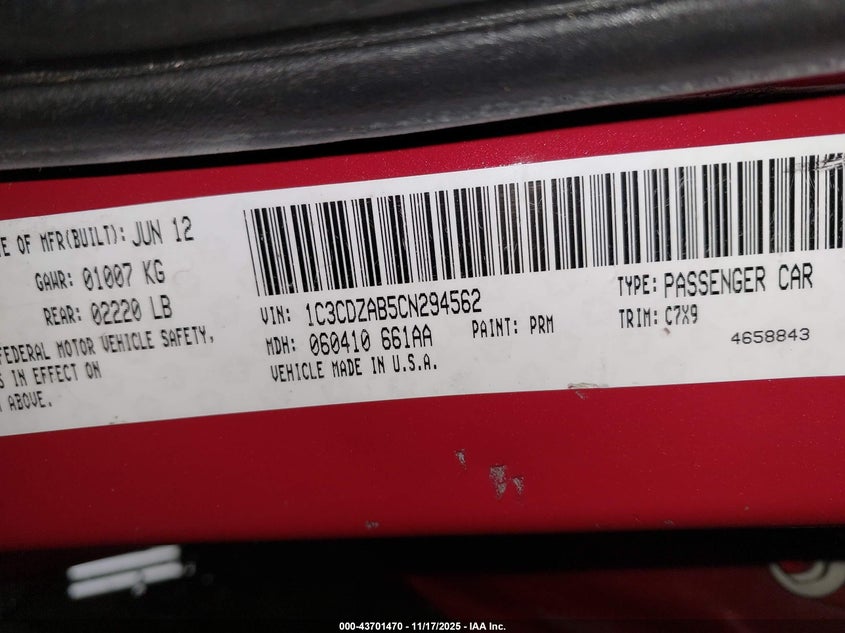 E OF MFR(BUILT): JUN 12
GAWR: 01007 KG
REAR: 02220 LB
FEDERAL MOTOR VEHICLE SAFETY,
S IN EFFECT ON
ABOVE.
VIN: 1C3CDZAB5CN294562
TYPE: PASSENGER CAR
MDH: 060410 661AA
PAINT: PRM
TRIM: C7X9
VEHICLE MADE IN U.S.A.
4658843
000-43701470 - 11/17/2025 - IAA Inc.